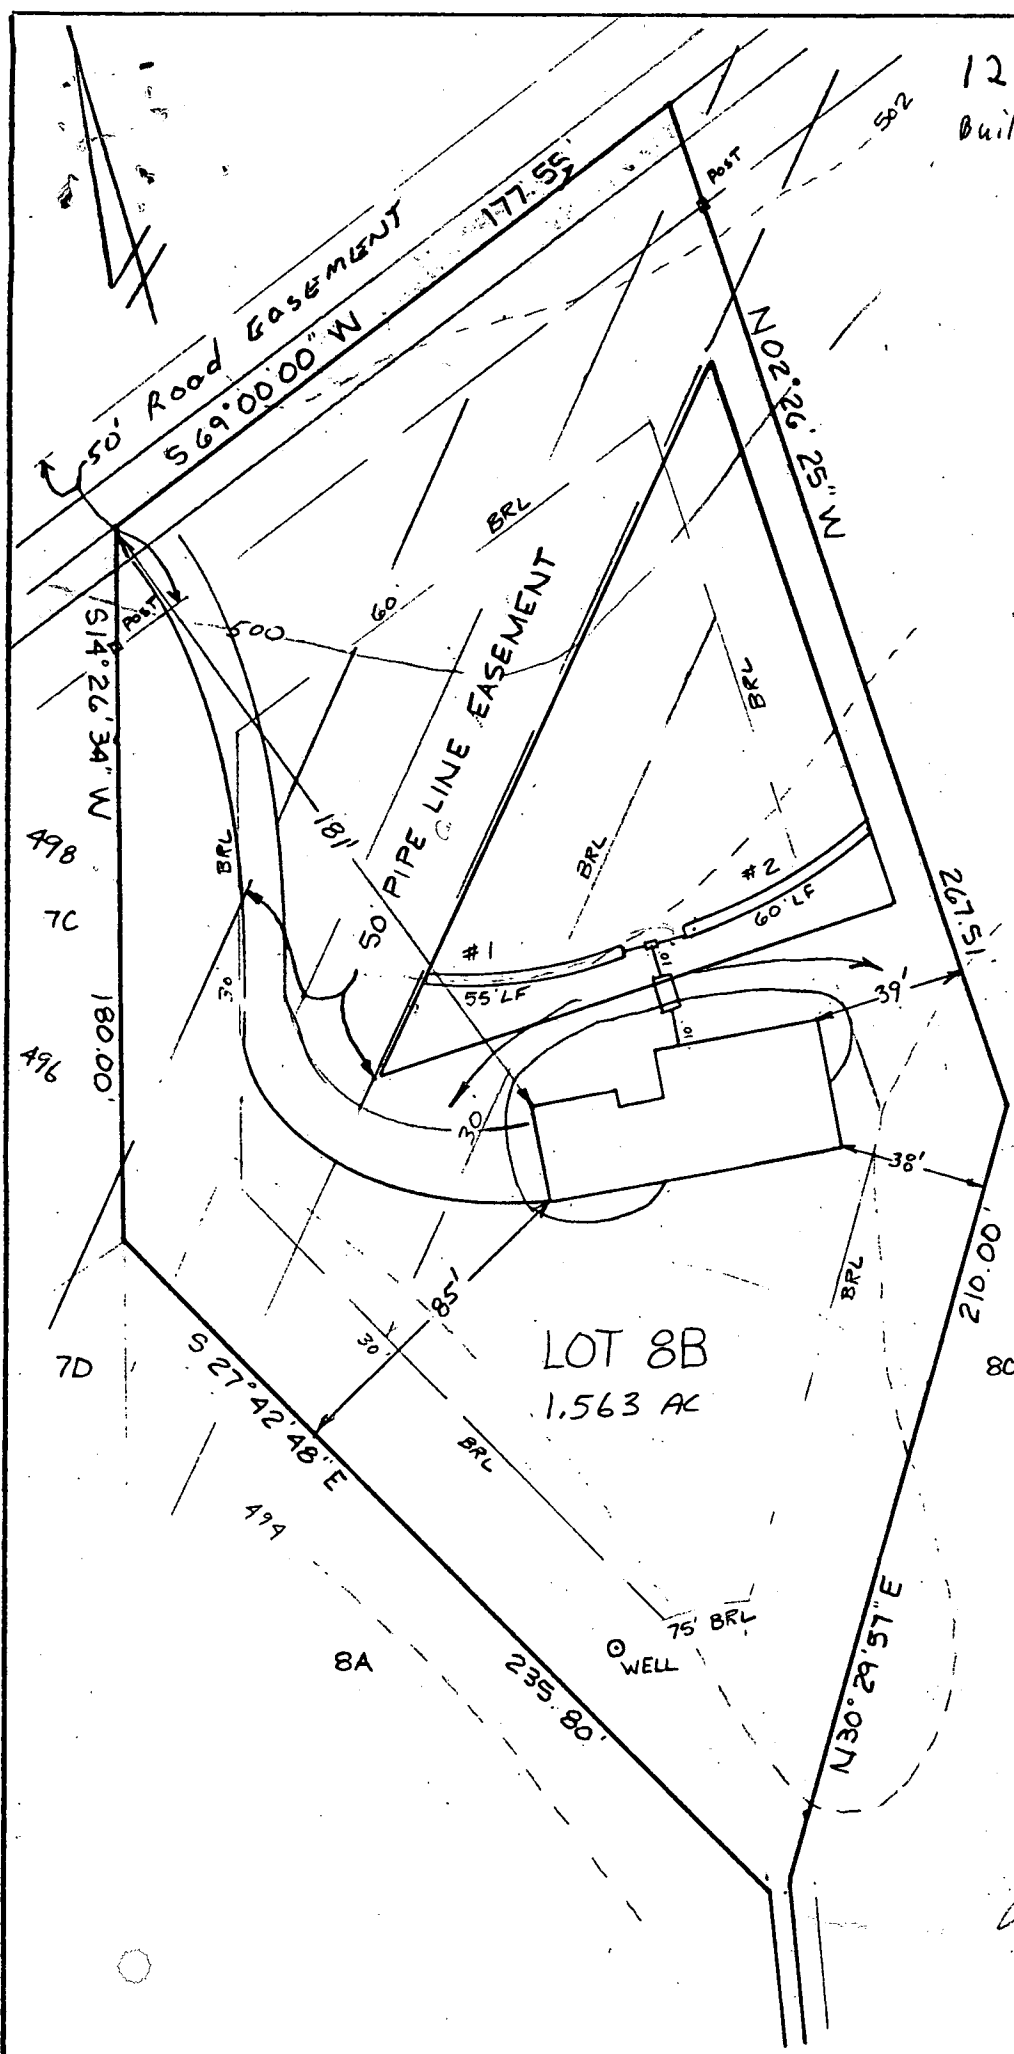 12
Buil
502
POST
177.55'
50' Road EASEMENT
S 69°00'00" W
N02°26'25" W
BRL
60
500
POST
S14°26'34" W
50' PIPE LINE EASEMENT
BRL
181'
BRL
BRL
498
7C
#2
60' LF
267.51
#1
55' LF
10'
39'
30'
180.00'
496
10'
30
38'
BRL
210.00'
85'
30'
LOT 8B
1.563 AC
7D
8C
S 27°42'48" E
BRL
494
75' BRL
WELL
8A
235.80'
N30°29'57" E